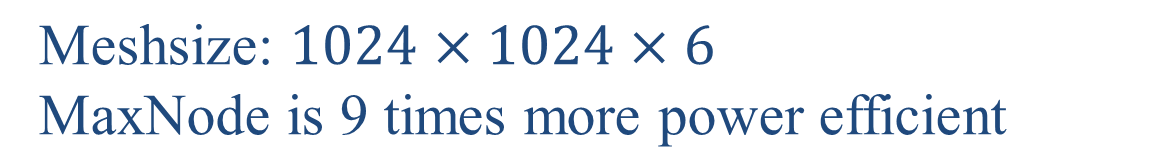 Meshsize: 1024 × 1024 × 6
MaxNode is 9 times more power efficient